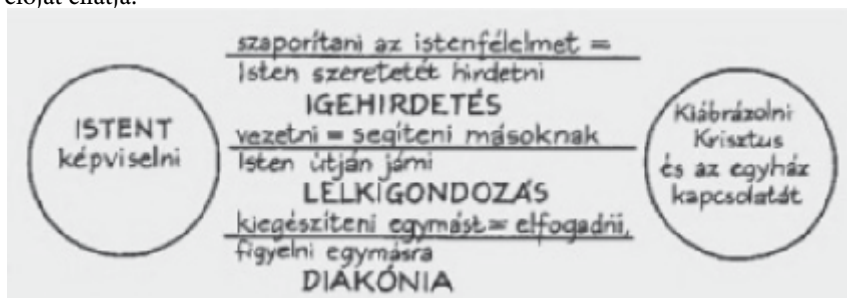 szaporítani az istenfélelmet =
Isten szeretetét hirdetni
IGEHIRDETÉS
vezetni = segíteni másoknak
Isten útján járni
LELKIGONDOZÁS
kiegészíteni egymást = elfogadni,
figyelni egymásra
DIAKÓNIA
ISTENT
képviselni
Kiábrázolni
Krisztus
és az egyház
kapcsolatát